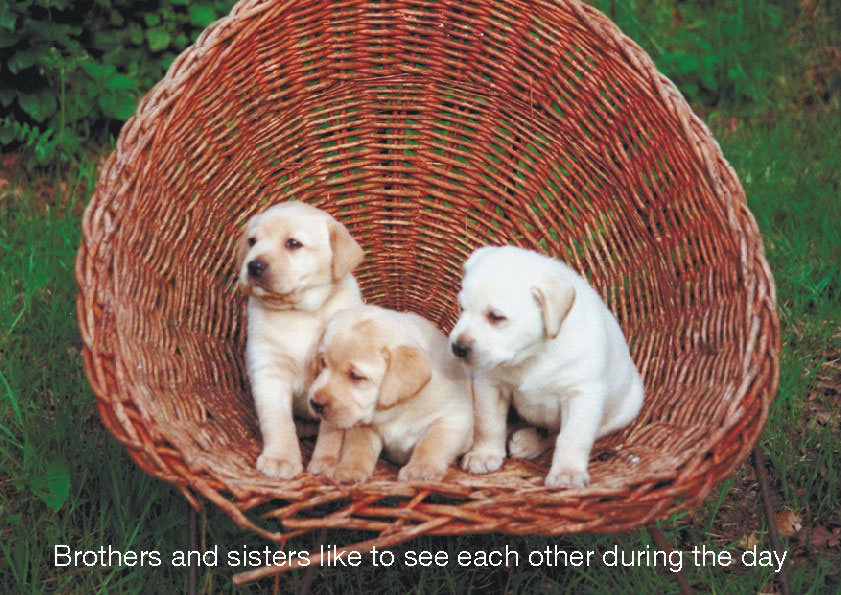 Brothers and sisters like to see each other during the day